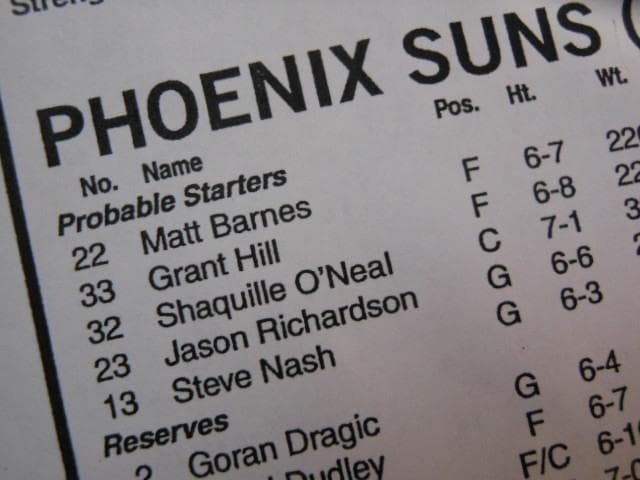 PHOENIX SUNS (
No. Name Pos. Ht. Wt.
Probable Starters
22 Matt Barnes F 6-7
33 Grant Hill F 6-8
32 Shaquille O'Neal C 7-1
23 Jason Richardson G 6-6
13 Steve Nash G 6-3
Reserves
2 Goran Dragic G 6-4
Dudley F 6-7
F/C